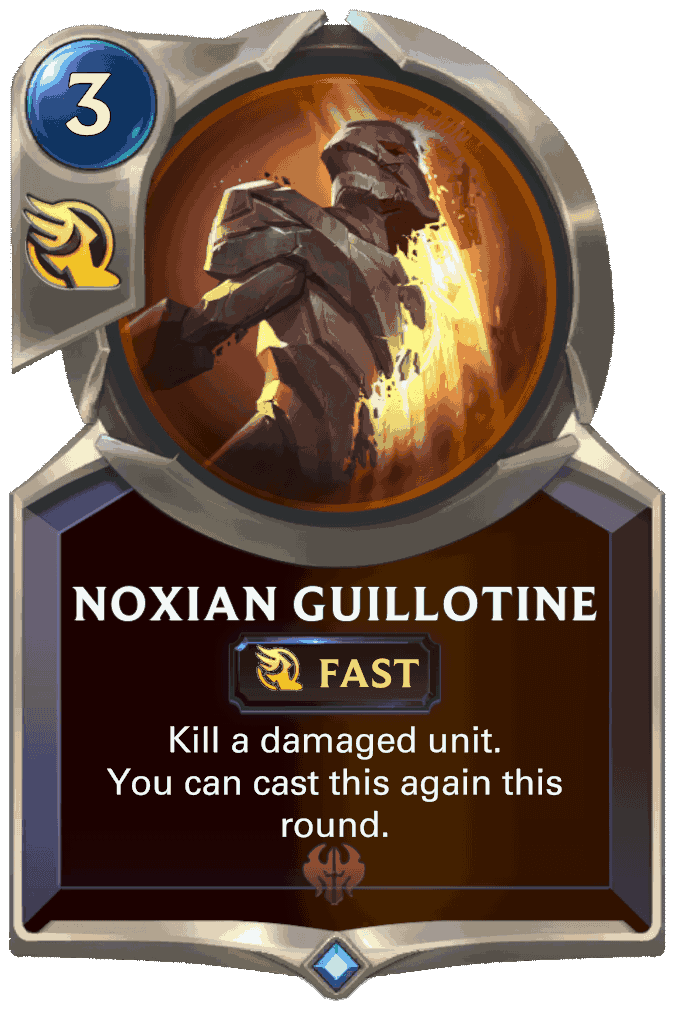 3
NOXIAN GUILLOTINE
FAST
Kill a damaged unit.
You can cast this again this
round.